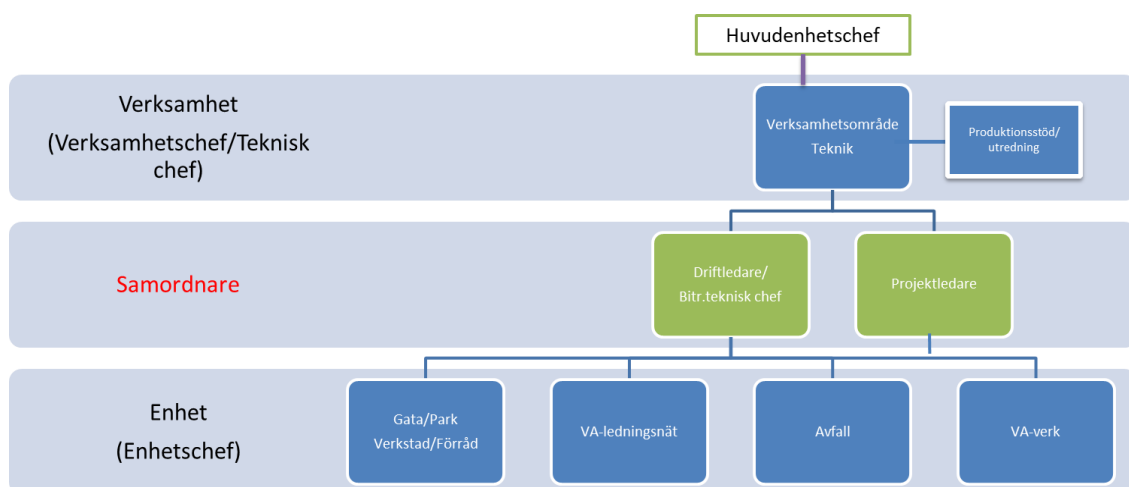 Huvudenhetschef
Verksamhet
(Verksamhetschef/Teknisk
chef)
Verksamhetsområde
Teknik
Produktionsstöd/
utredning
Samordnare
Driftledare/
Bitr.teknisk chef
Projektledare
Enhet
(Enhetschef)
Gata/Park
Verkstad/Förråd
VA-ledningsnät
Avfall
VA-verk